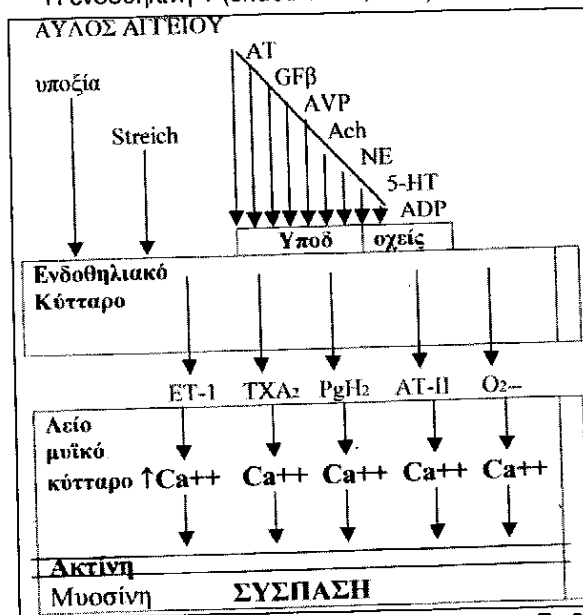 ΑΥΛΟΣ ΑΓΓΕΙΟΥ
υποξία
Streich
AT
GFβ
AVP
Ach
NE
5-HT
ADP
Υποδ οχείς
Ενδοθηλιακό
Κύτταρο
ET-1 TXA₂ PgH₂ AT-II O₂--
Λείο
μυϊκό
κύτταρο ↑Ca++ Ca++ Ca++ Ca++ Ca++
Ακτίνη
Μυοσίνη ΣΥΣΠΑΣΗ